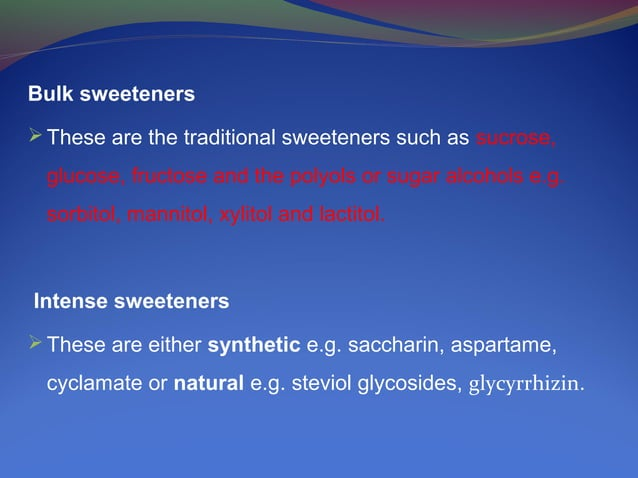 Bulk sweeteners
These are the traditional sweeteners such as sucrose,
glucose, fructose and the polyols or sugar alcohols e.g.
sorbitol, mannitol, xylitol and lactitol.
Intense sweeteners
These are either synthetic e.g. saccharin, aspartame,
cyclamate or natural e.g. steviol glycosides, glycyrrhizin.